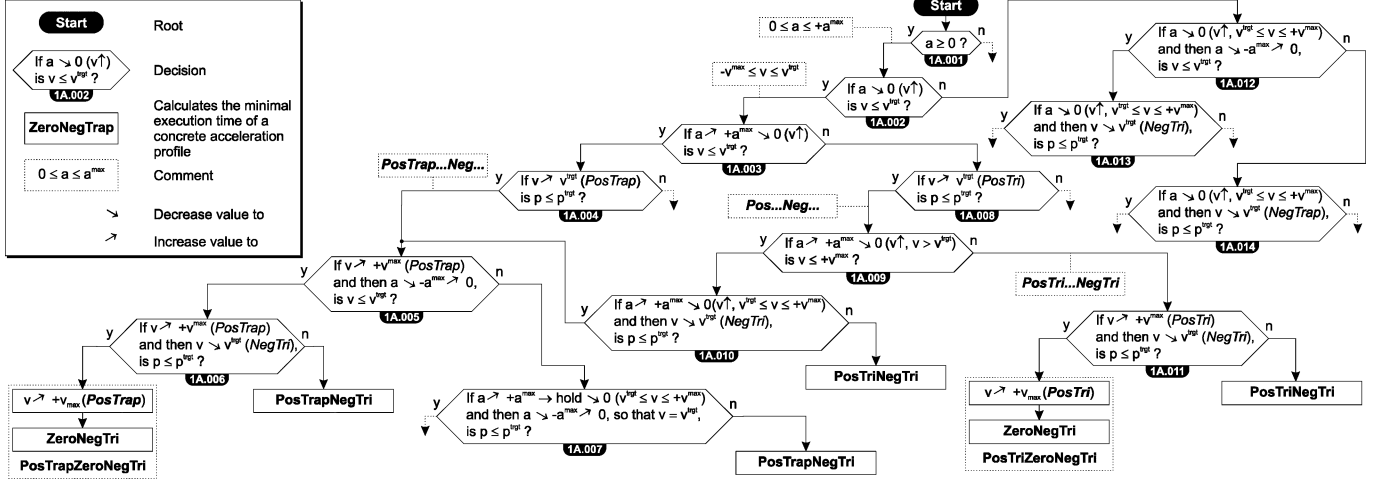 Start
Root
If a ↘ 0 (v↑)
is v ≤ v^trgt ?
1A.002
Decision
ZeroNegTrap
Calculates the minimal
execution time of a
concrete acceleration
profile
0 ≤ a ≤ a^max
Comment
↘ Decrease value to
↗ Increase value to
Start
0 ≤ a ≤ +a^max
y
a ≥ 0 ?
n
1A.001
-v^max ≤ v ≤ v^trgt
y
If a ↘ 0 (v↑)
is v ≤ v^trgt ?
n
1A.002
y
If a ↘ 0 (v↑, v^trgt ≤ v ≤ +v^max)
and then a ↘ -a^max ↗ 0,
is v ≤ v^trgt ?
n
1A.012
y
If a ↗ +a^max ↘ 0 (v↑)
is v ≤ v^trgt ?
n
1A.003
y
If a ↘ 0 (v↑, v^trgt ≤ v ≤ +v^max)
and then v ↘ v^trgt (NegTri),
is p ≤ p^trgt ?
n
1A.013
PosTrap...Neg...
y
If v ↗ v^trgt (PosTrap)
is p ≤ p^trgt ?
n
1A.004
y
If v ↗ v^trgt (PosTri)
is p ≤ p^trgt ?
n
1A.008
Pos...Neg...
y
If a ↘ 0 (v↑, v^trgt ≤ v ≤ +v^max)
and then v ↘ v^trgt (NegTrap),
is p ≤ p^trgt ?
n
1A.014
y
If a ↗ +a^max ↘ 0 (v↑, v > v^trgt)
is v ≤ +v^max ?
n
1A.009
PosTri...NegTri
y
If v ↗ +v^max (PosTrap)
and then a ↘ -a^max ↗ 0,
is v ≤ v^trgt ?
n
1A.005
y
If a ↗ +a^max ↘ 0(v↑, v^trgt ≤ v ≤ +v^max)
and then v ↘ v^trgt (NegTri),
is p ≤ p^trgt ?
n
1A.010
y
If v ↗ +v^max (PosTri)
and then v ↘ v^trgt (NegTri),
is p ≤ p^trgt ?
n
1A.011
y
If v ↗ +v^max (PosTrap)
and then v ↘ v^trgt (NegTri),
is p ≤ p^trgt ?
n
1A.006
PosTriNegTri
v ↗ +v_max (PosTrap)
ZeroNegTri
PosTrapZeroNegTri
PosTrapNegTri
y
If a ↗ +a^max → hold ↘ 0 (v^trgt ≤ v ≤ +v^max)
and then a ↘ -a^max ↗ 0, so that v = v^trgt,
is p ≤ p^trgt ?
n
1A.007
PosTrapNegTri
v ↗ +v_max (PosTri)
ZeroNegTri
PosTriZeroNegTri
PosTriNegTri